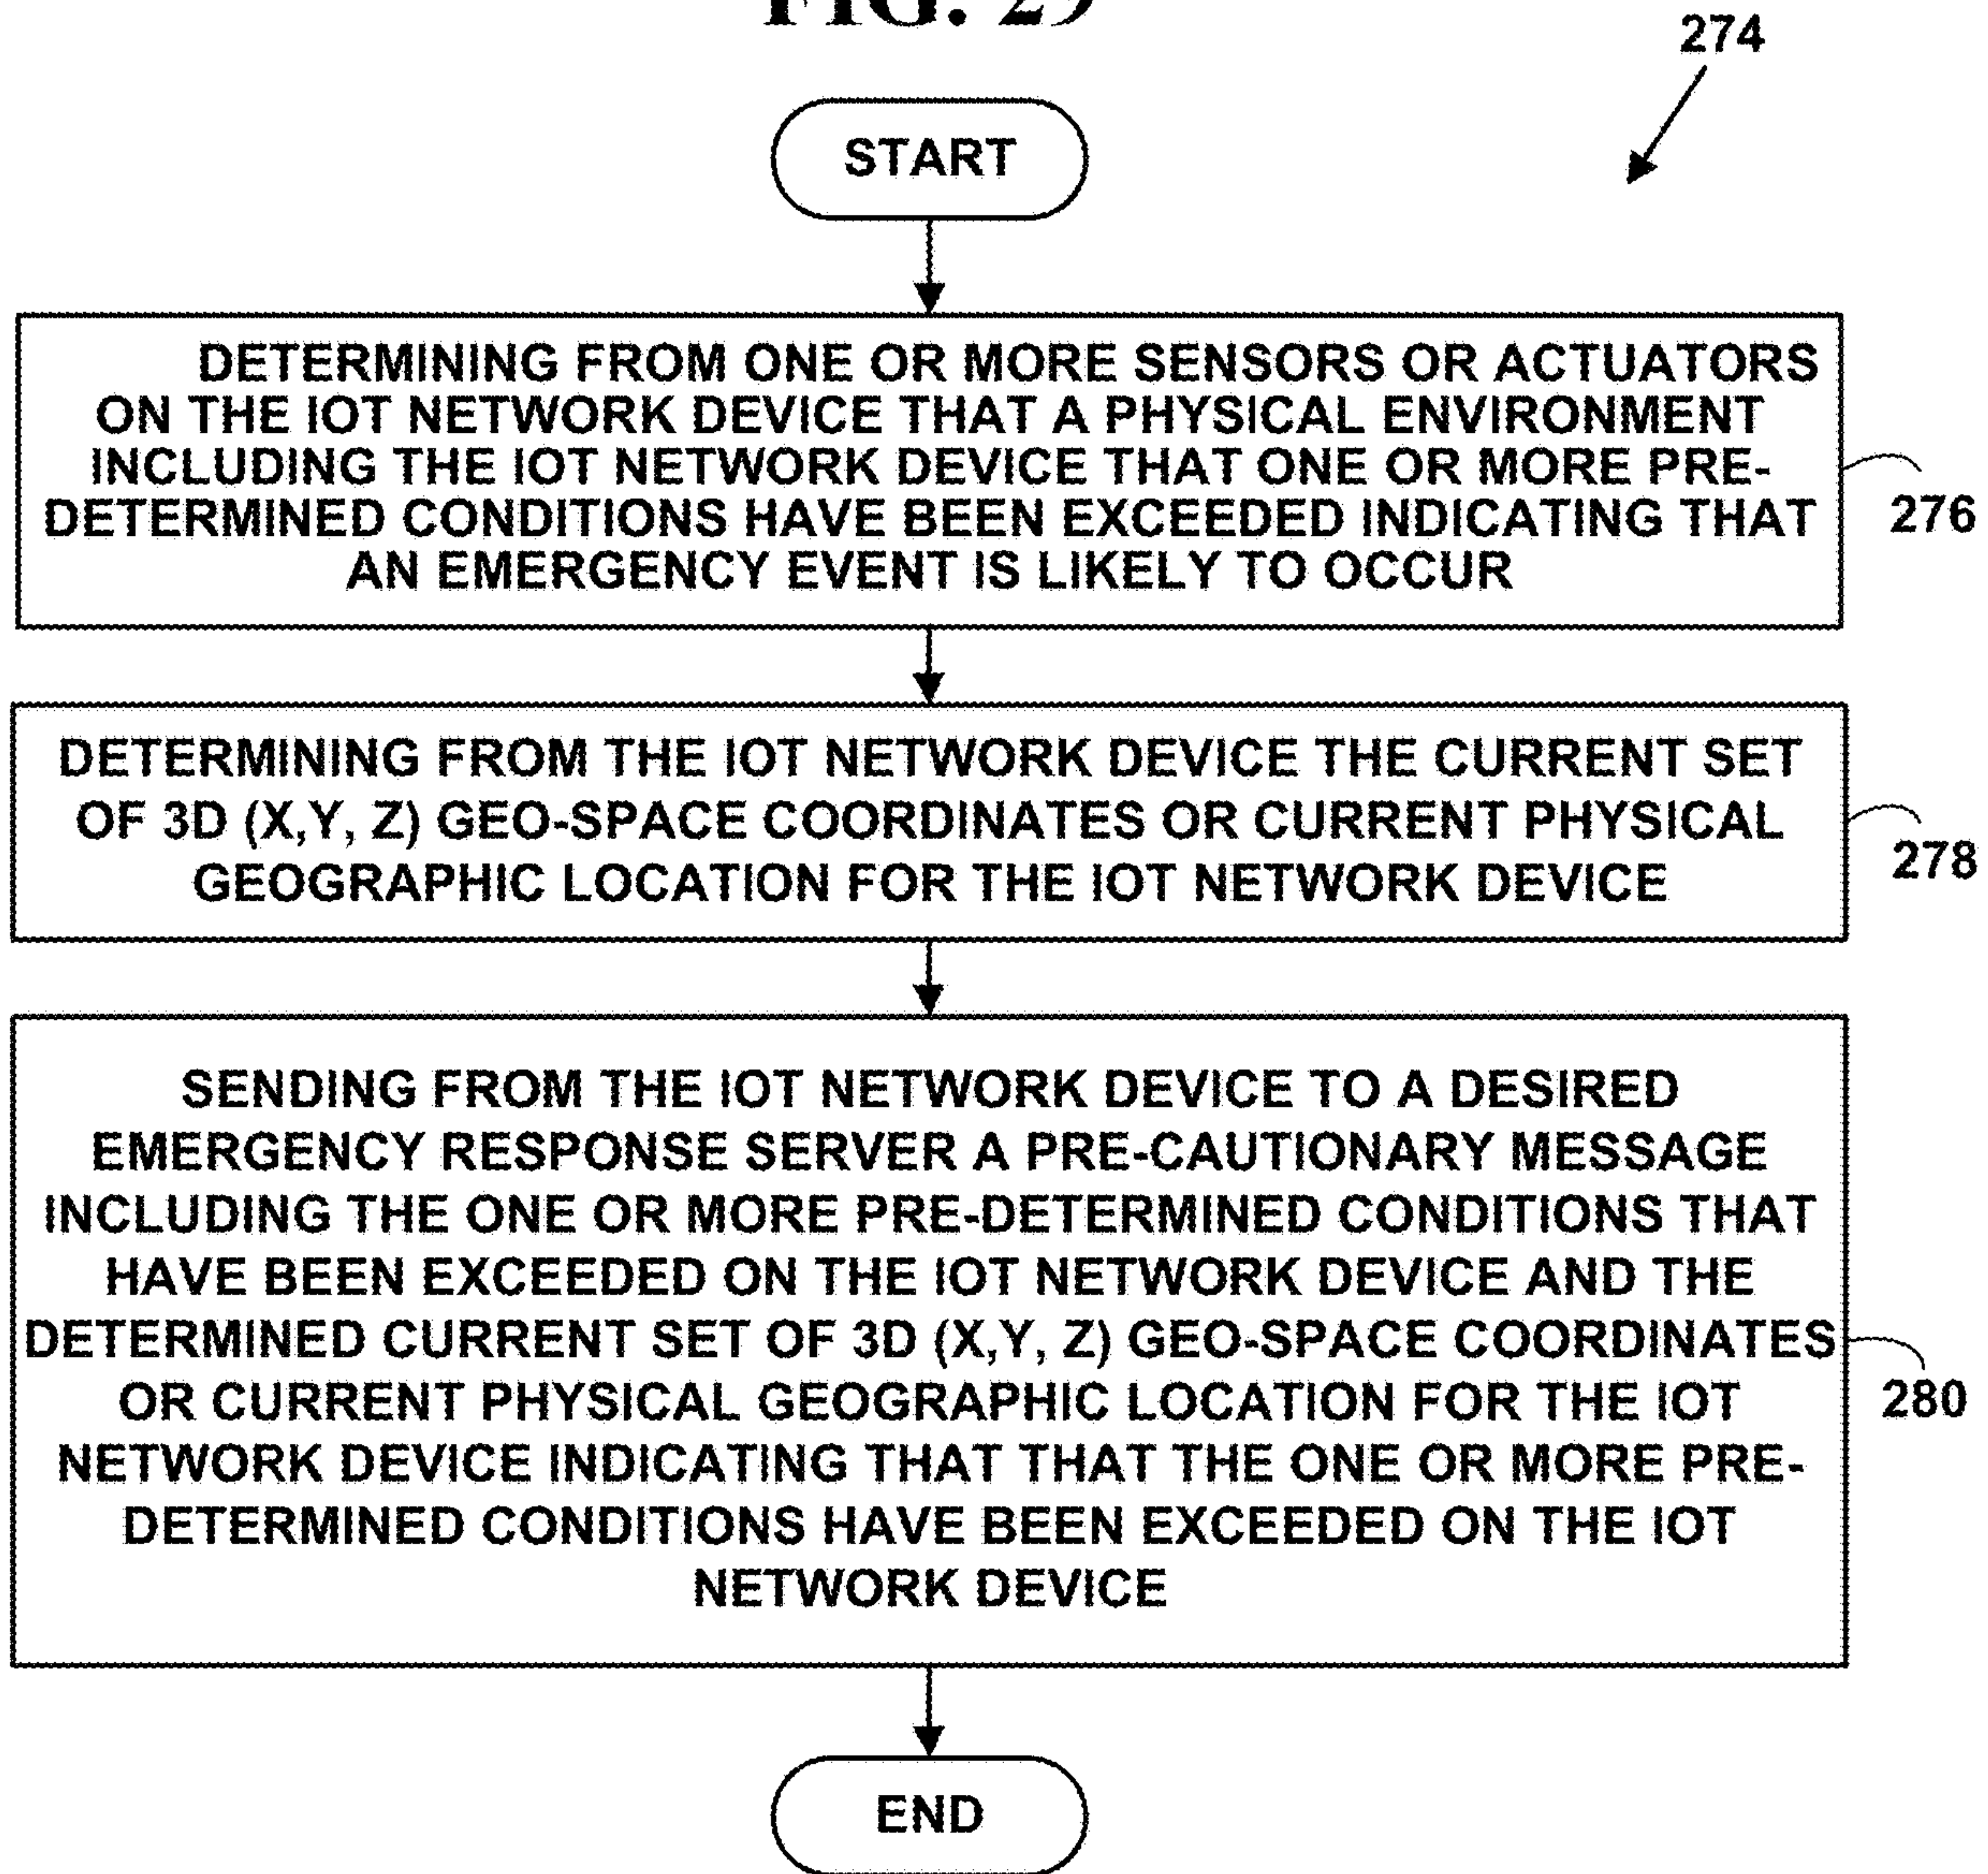 FIG. 29
274
START
DETERMINING FROM ONE OR MORE SENSORS OR ACTUATORS
ON THE IOT NETWORK DEVICE THAT A PHYSICAL ENVIRONMENT
INCLUDING THE IOT NETWORK DEVICE THAT ONE OR MORE PRE-
DETERMINED CONDITIONS HAVE BEEN EXCEEDED INDICATING THAT
AN EMERGENCY EVENT IS LIKELY TO OCCUR
276
DETERMINING FROM THE IOT NETWORK DEVICE THE CURRENT SET
OF 3D (X,Y, Z) GEO-SPACE COORDINATES OR CURRENT PHYSICAL
GEOGRAPHIC LOCATION FOR THE IOT NETWORK DEVICE
278
SENDING FROM THE IOT NETWORK DEVICE TO A DESIRED
EMERGENCY RESPONSE SERVER A PRE-CAUTIONARY MESSAGE
INCLUDING THE ONE OR MORE PRE-DETERMINED CONDITIONS THAT
HAVE BEEN EXCEEDED ON THE IOT NETWORK DEVICE AND THE
DETERMINED CURRENT SET OF 3D (X,Y, Z) GEO-SPACE COORDINATES
OR CURRENT PHYSICAL GEOGRAPHIC LOCATION FOR THE IOT
NETWORK DEVICE INDICATING THAT THAT THE ONE OR MORE PRE-
DETERMINED CONDITIONS HAVE BEEN EXCEEDED ON THE IOT
NETWORK DEVICE
280
END